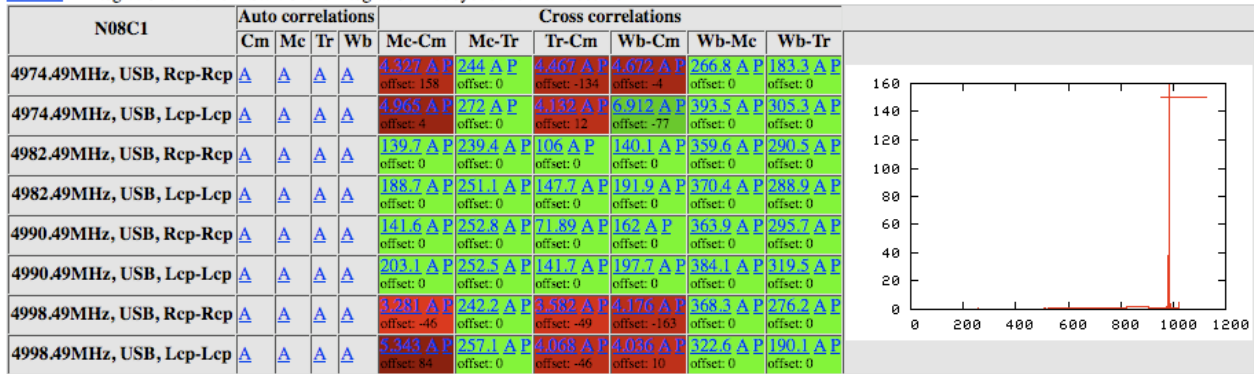 N08C1 Auto correlations Cross correlations
Cm Mc Tr Wb Mc-Cm Mc-Tr Tr-Cm Wb-Cm Wb-Mc Wb-Tr
4974.49MHz, USB, Rcp-Rcp A A A A 4.327 A P 244 A P 4.467 A P 4.672 A P 266.8 A P 183.3 A P
offset: 158 offset: 0 offset: -134 offset: -4 offset: 0 offset: 0
4974.49MHz, USB, Lcp-Lcp A A A A 4.965 A P 272 A P 4.132 A P 6.912 A P 393.5 A P 305.3 A P
offset: 4 offset: 0 offset: 12 offset: -77 offset: 0 offset: 0
4982.49MHz, USB, Rcp-Rcp A A A A 139.7 A P 239.4 A P 106 A P 140.1 A P 359.6 A P 290.5 A P
offset: 0 offset: 0 offset: 0 offset: 0 offset: 0 offset: 0
4982.49MHz, USB, Lcp-Lcp A A A A 188.7 A P 251.1 A P 147.7 A P 191.9 A P 370.4 A P 288.9 A P
offset: 0 offset: 0 offset: 0 offset: 0 offset: 0 offset: 0
4990.49MHz, USB, Rcp-Rcp A A A A 141.6 A P 252.8 A P 71.89 A P 162 A P 363.9 A P 295.7 A P
offset: 0 offset: 0 offset: 0 offset: 0 offset: 0 offset: 0
4990.49MHz, USB, Lcp-Lcp A A A A 203.1 A P 252.5 A P 141.7 A P 197.7 A P 384.1 A P 319.5 A P
offset: 0 offset: 0 offset: 0 offset: 0 offset: 0 offset: 0
4998.49MHz, USB, Rcp-Rcp A A A A 3.281 A P 242.2 A P 3.582 A P 4.176 A P 368.3 A P 276.2 A P
offset: -46 offset: 0 offset: -49 offset: -163 offset: 0 offset: 0
4998.49MHz, USB, Lcp-Lcp A A A A 5.343 A P 257.1 A P 4.068 A P 4.036 A P 322.6 A P 190.1 A P
offset: 84 offset: 0 offset: -46 offset: 10 offset: 0 offset: 0
160
140
120
100
80
60
40
20
0
0 200 400 600 800 1000 1200